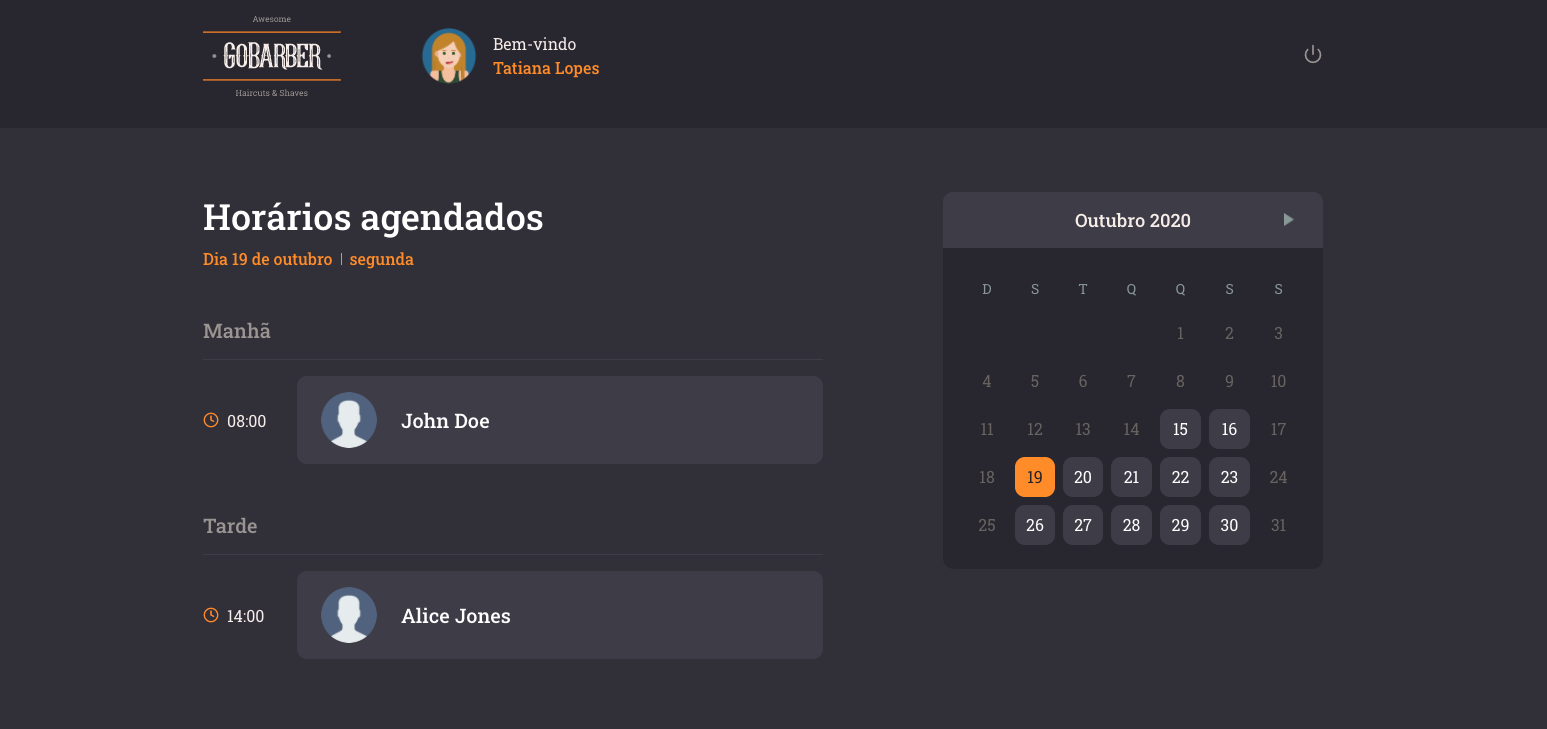 Awesome
GOBARBER
Haircuts & Shaves
Bem-vindo
Tatiana Lopes
Horários agendados
Dia 19 de outubro | segunda
Manhã
08:00 John Doe
Tarde
14:00 Alice Jones
Outubro 2020
D S T Q Q S S
1 2 3
4 5 6 7 8 9 10
11 12 13 14 15 16 17
18 19 20 21 22 23 24
25 26 27 28 29 30 31